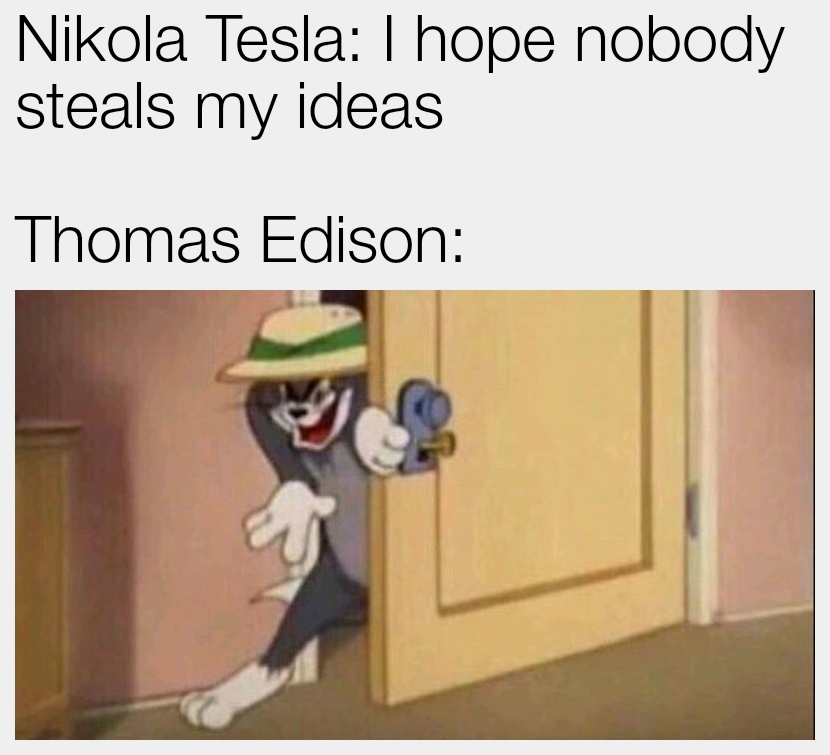 Nikola Tesla: I hope nobody
steals my ideas
Thomas Edison: